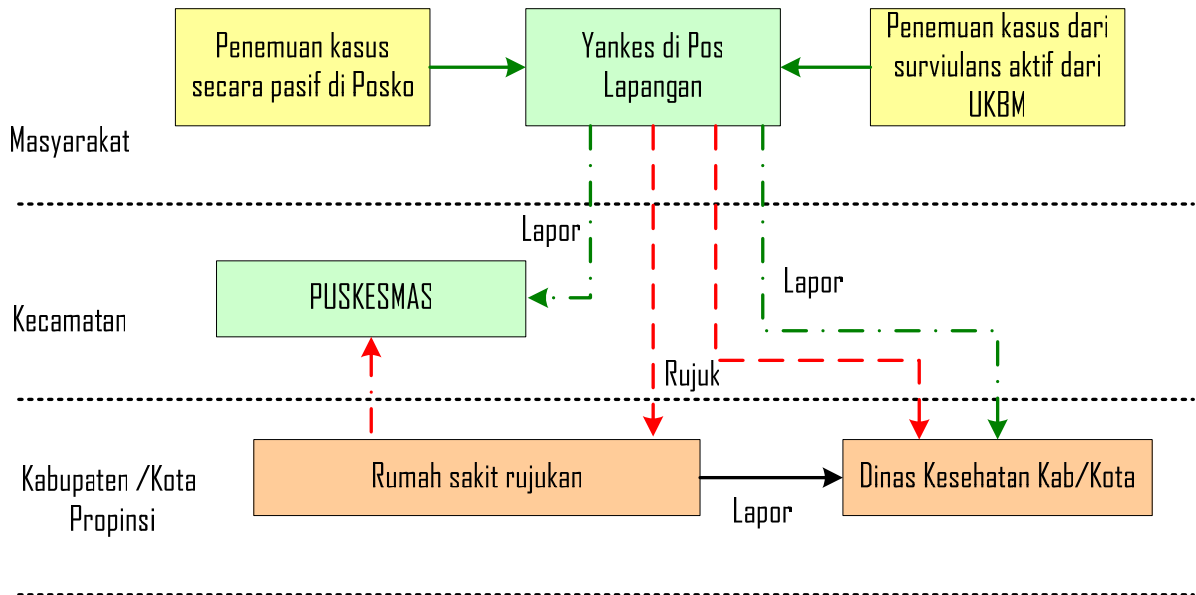 Penemuan kasus
secara pasif di Posko
Yankes di Pos
Lapangan
Penemuan kasus dari
surviulans aktif dari
UKBM
Masyarakat
Lapor
Lapor
PUSKESMAS
Kecamatan
Rujuk
Kabupaten /Kota
Propinsi
Rumah sakit rujukan
Lapor
Dinas Kesehatan Kab/Kota